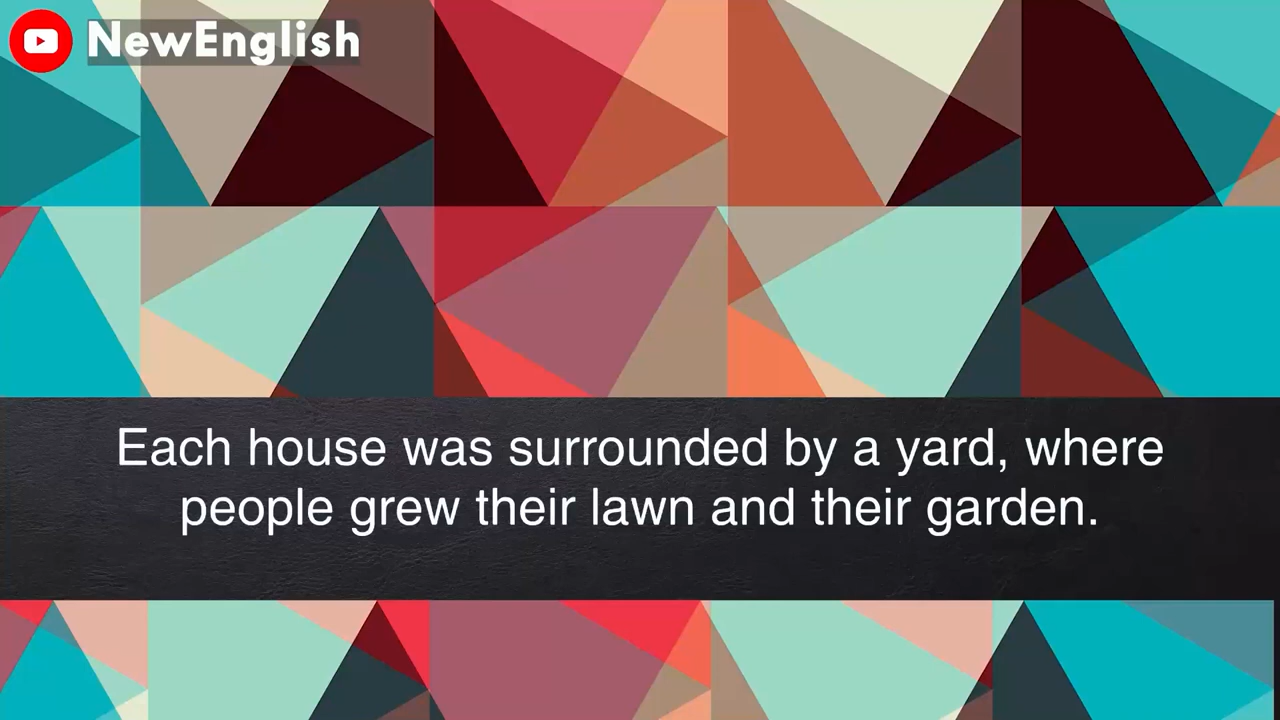 NewEnglish
Each house was surrounded by a yard, where
people grew their lawn and their garden.